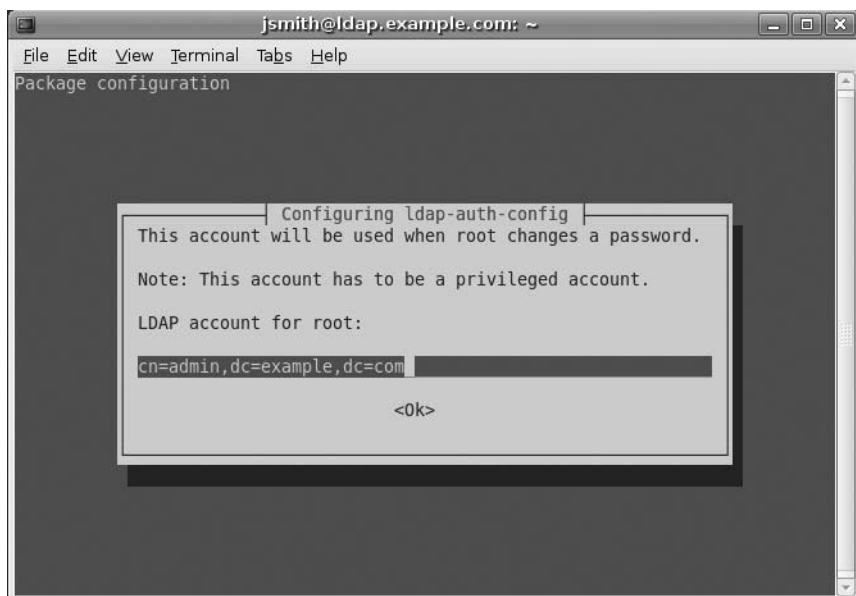 jsmith@ldap.example.com: ~
File Edit View Terminal Tabs Help
Package configuration
Configuring ldap-auth-config
This account will be used when root changes a password.
Note: This account has to be a privileged account.
LDAP account for root:
cn=admin,dc=example,dc=com
<Ok>